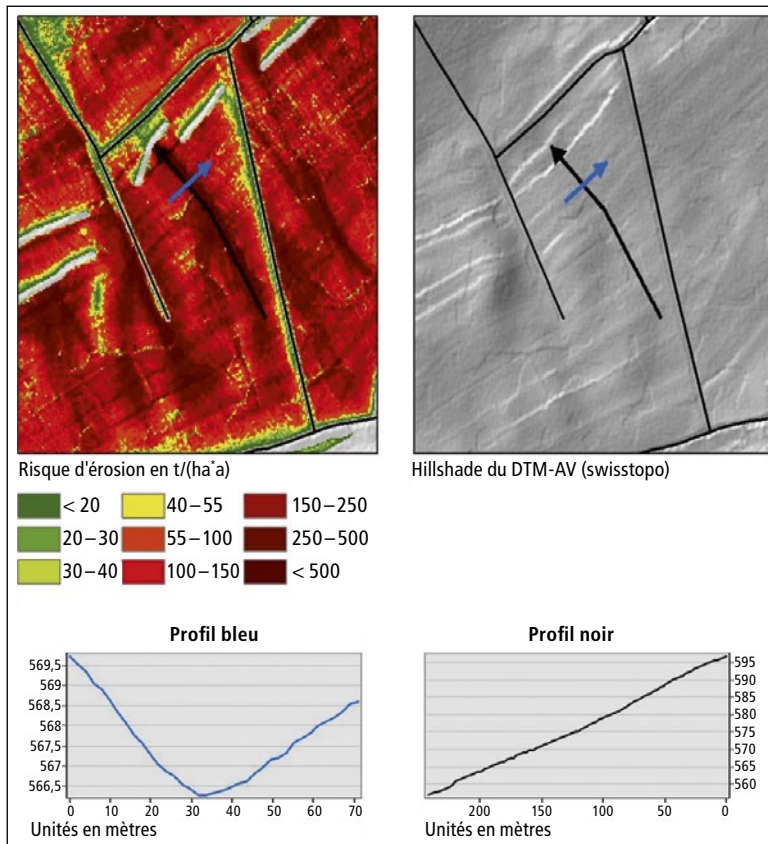 Risque d'érosion en t/(ha*a)
Hillshade du DTM-AV (swisstopo)
< 20 40–55 150–250
20–30 55–100 250–500
30–40 100–150 < 500
Profil bleu
569,5
569
568,5
568
567,5
567
566,5
0 10 20 30 40 50 60 70
Unités en mètres
Profil noir
595
590
585
580
575
570
565
560
200 150 100 50 0
Unités en mètres